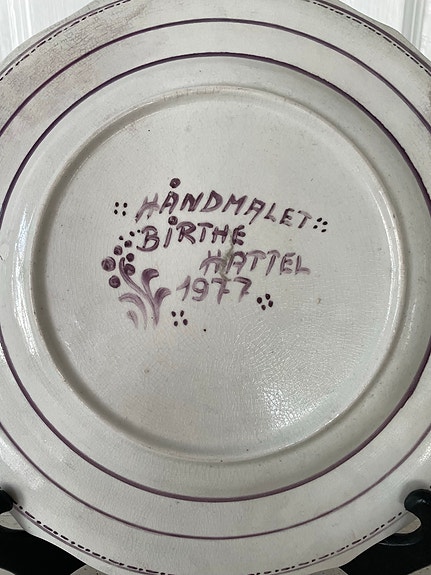 HÅNDMALET
BIRTHE
HATTEL
1977